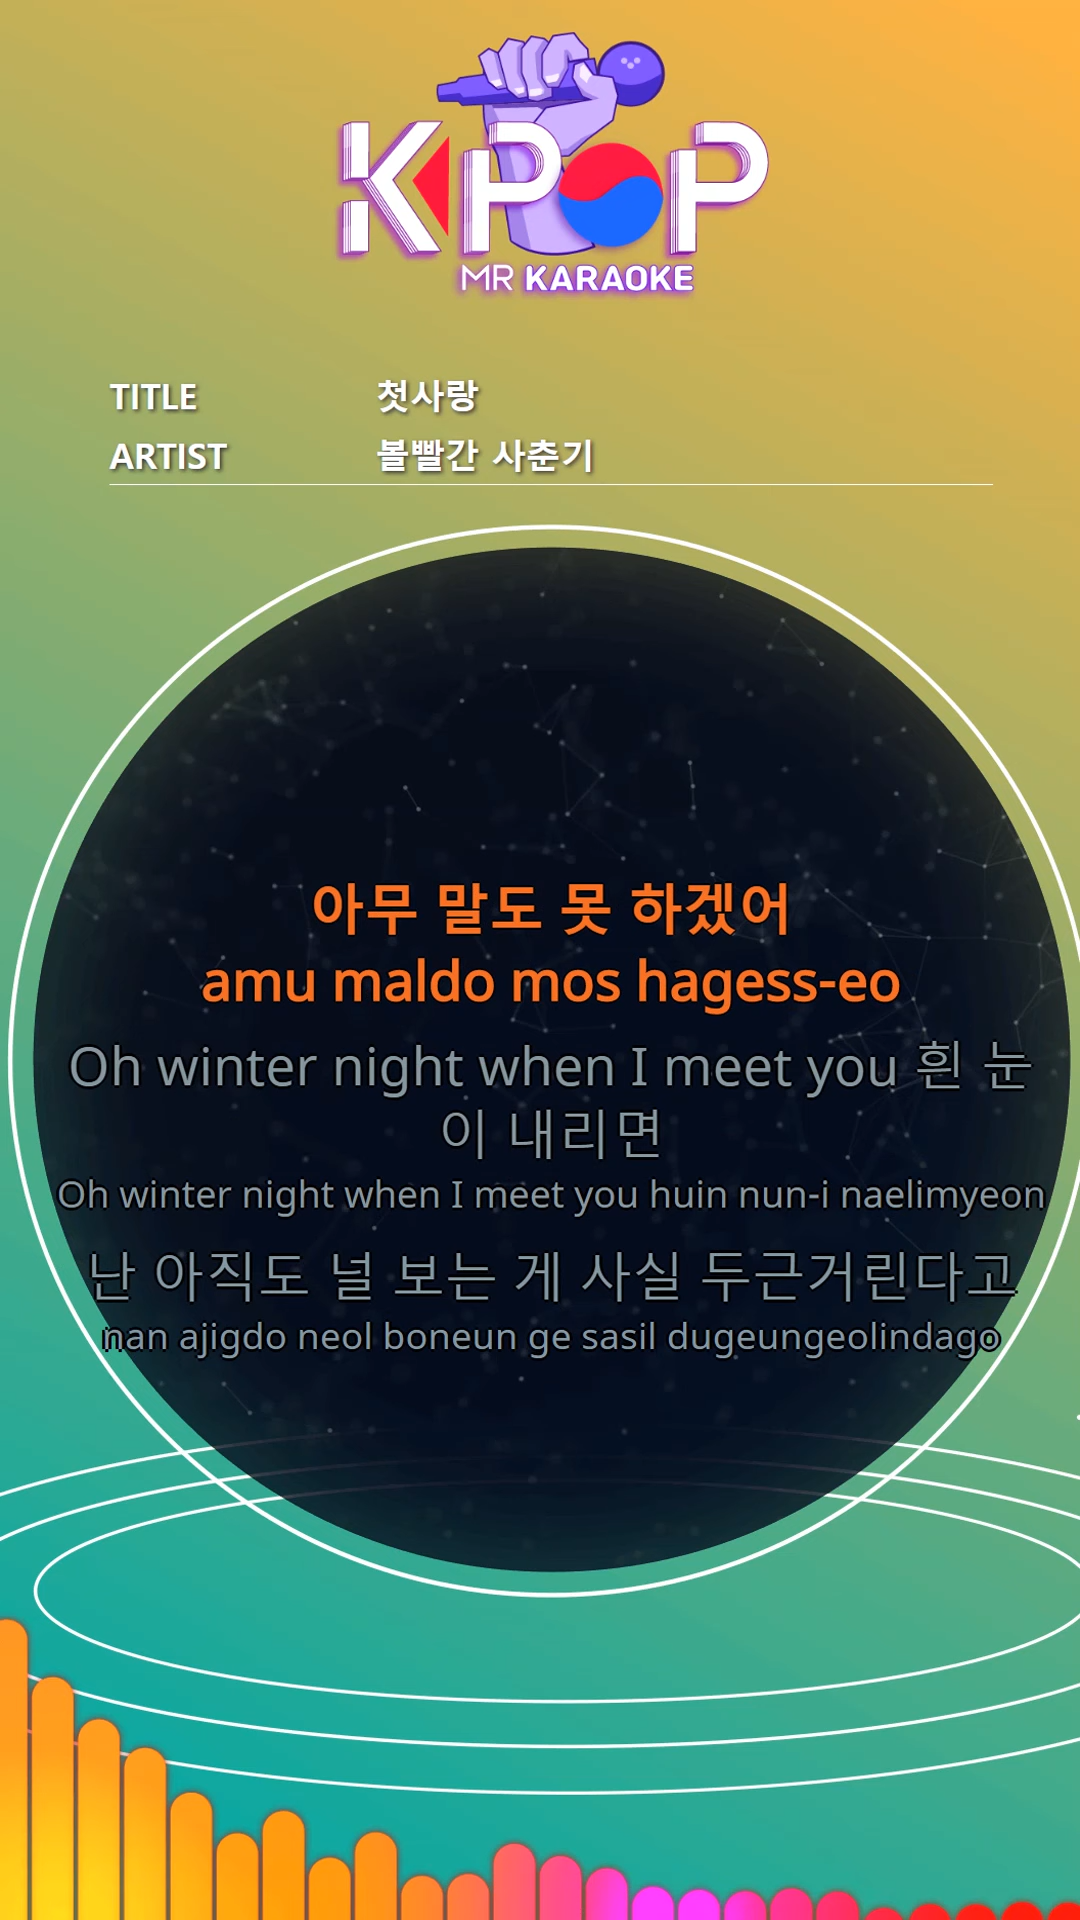 KPOP
MR KARAOKE
TITLE 첫사랑
ARTIST 볼빨간 사춘기
아무 말도 못 하겠어
amu maldo mos hagess-eo
Oh winter night when I meet you 흰 눈
이 내리면
Oh winter night when I meet you huin nun-i naelimyeon
난 아직도 널 보는 게 사실 두근거린다고
nan ajigdo neol boneun ge sasil dugeungeolindago